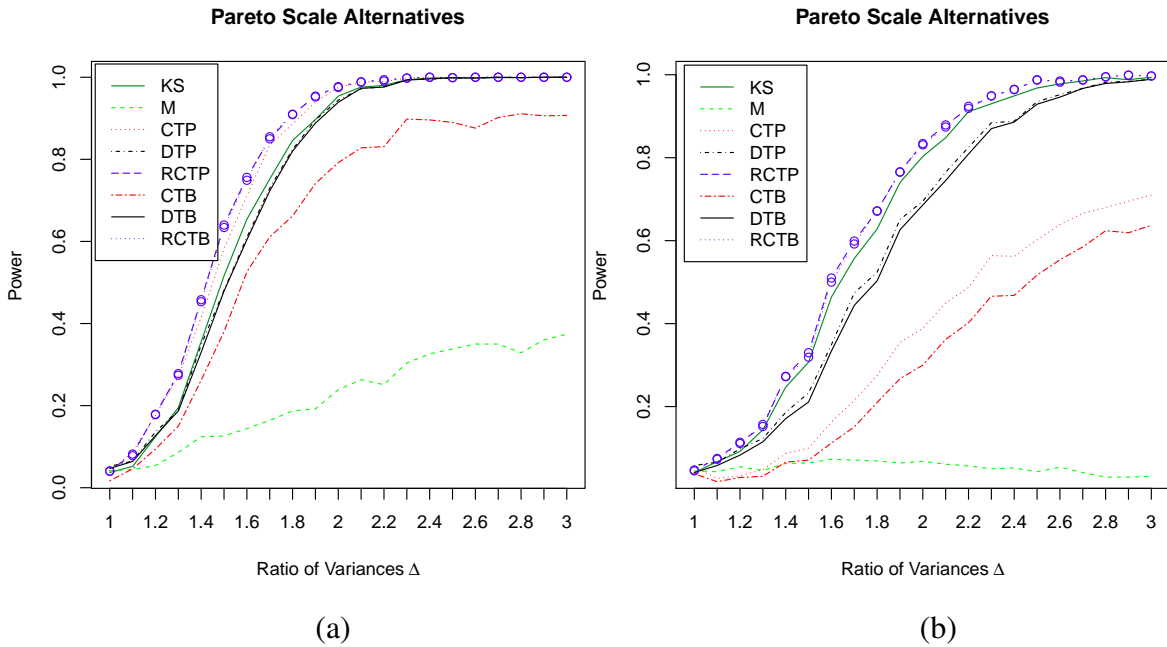 Pareto Scale Alternatives
Power
0.0 0.2 0.4 0.6 0.8 1.0
KS
M
CTP
DTP
RCTP
CTB
DTB
RCTB
1 1.2 1.4 1.6 1.8 2 2.2 2.4 2.6 2.8 3
Ratio of Variances Δ
(a)
Pareto Scale Alternatives
Power
0.2 0.4 0.6 0.8 1.0
KS
M
CTP
DTP
RCTP
CTB
DTB
RCTB
1 1.2 1.4 1.6 1.8 2 2.2 2.4 2.6 2.8 3
Ratio of Variances Δ
(b)